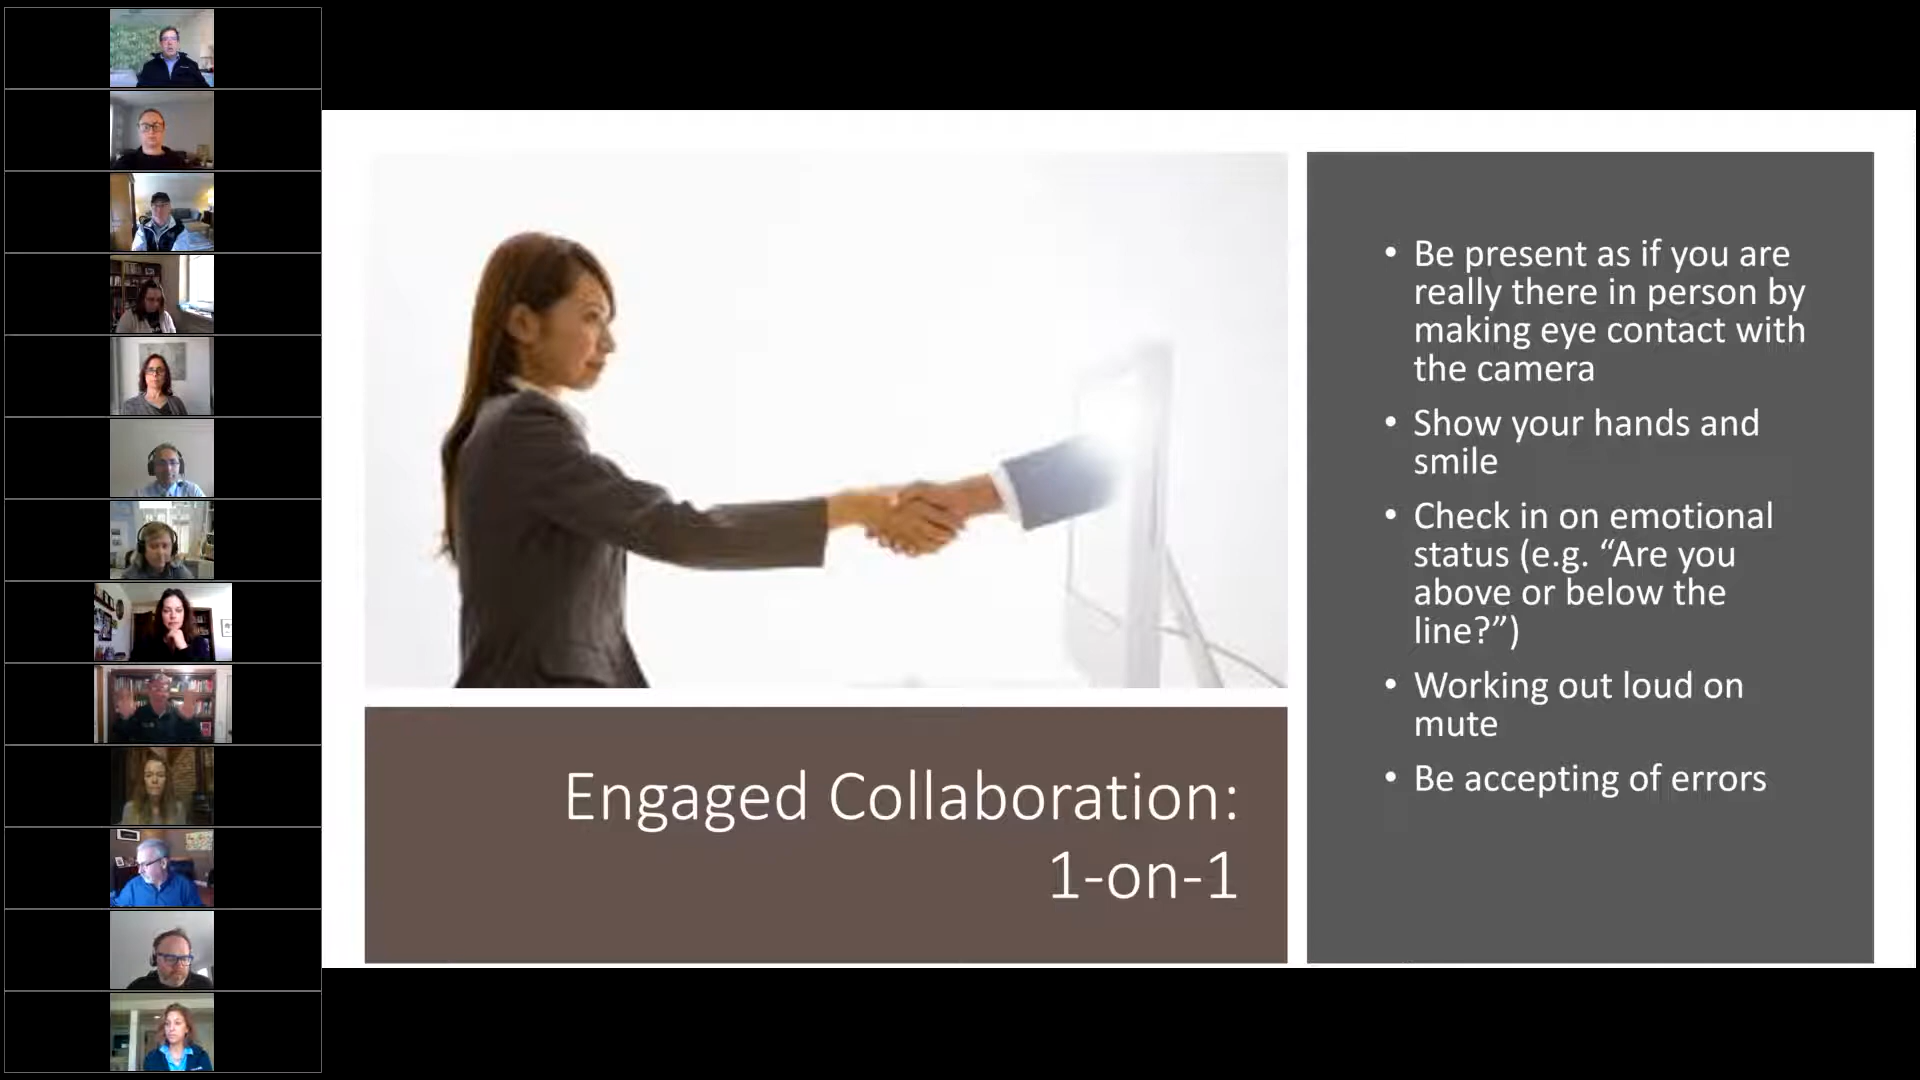 Engaged Collaboration:
1-on-1
• Be present as if you are
really there in person by
making eye contact with
the camera
• Show your hands and
smile
• Check in on emotional
status (e.g. “Are you
above or below the
line?”)
• Working out loud on
mute
• Be accepting of errors